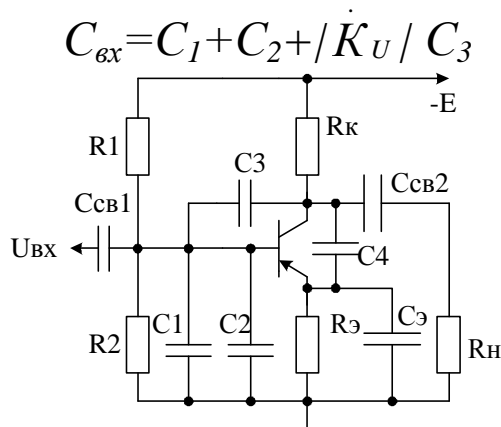 Cвх=C1+C2+/K̇U/ C3
-E
R1
Rк
C3
Cсв1
Cсв2
Uвх
C4
C1
C2
Rэ
Cэ
R2
Rн